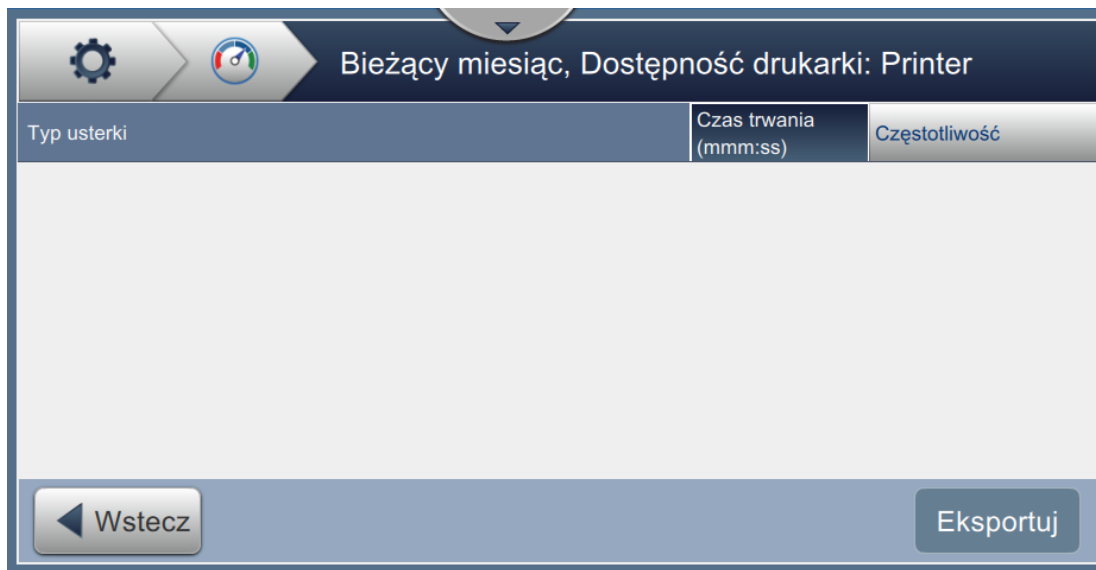 Bieżący miesiąc, Dostępność drukarki: Printer
Typ usterki
Czas trwania
(mmm:ss)
Częstotliwość
Wstecz
Eksportuj